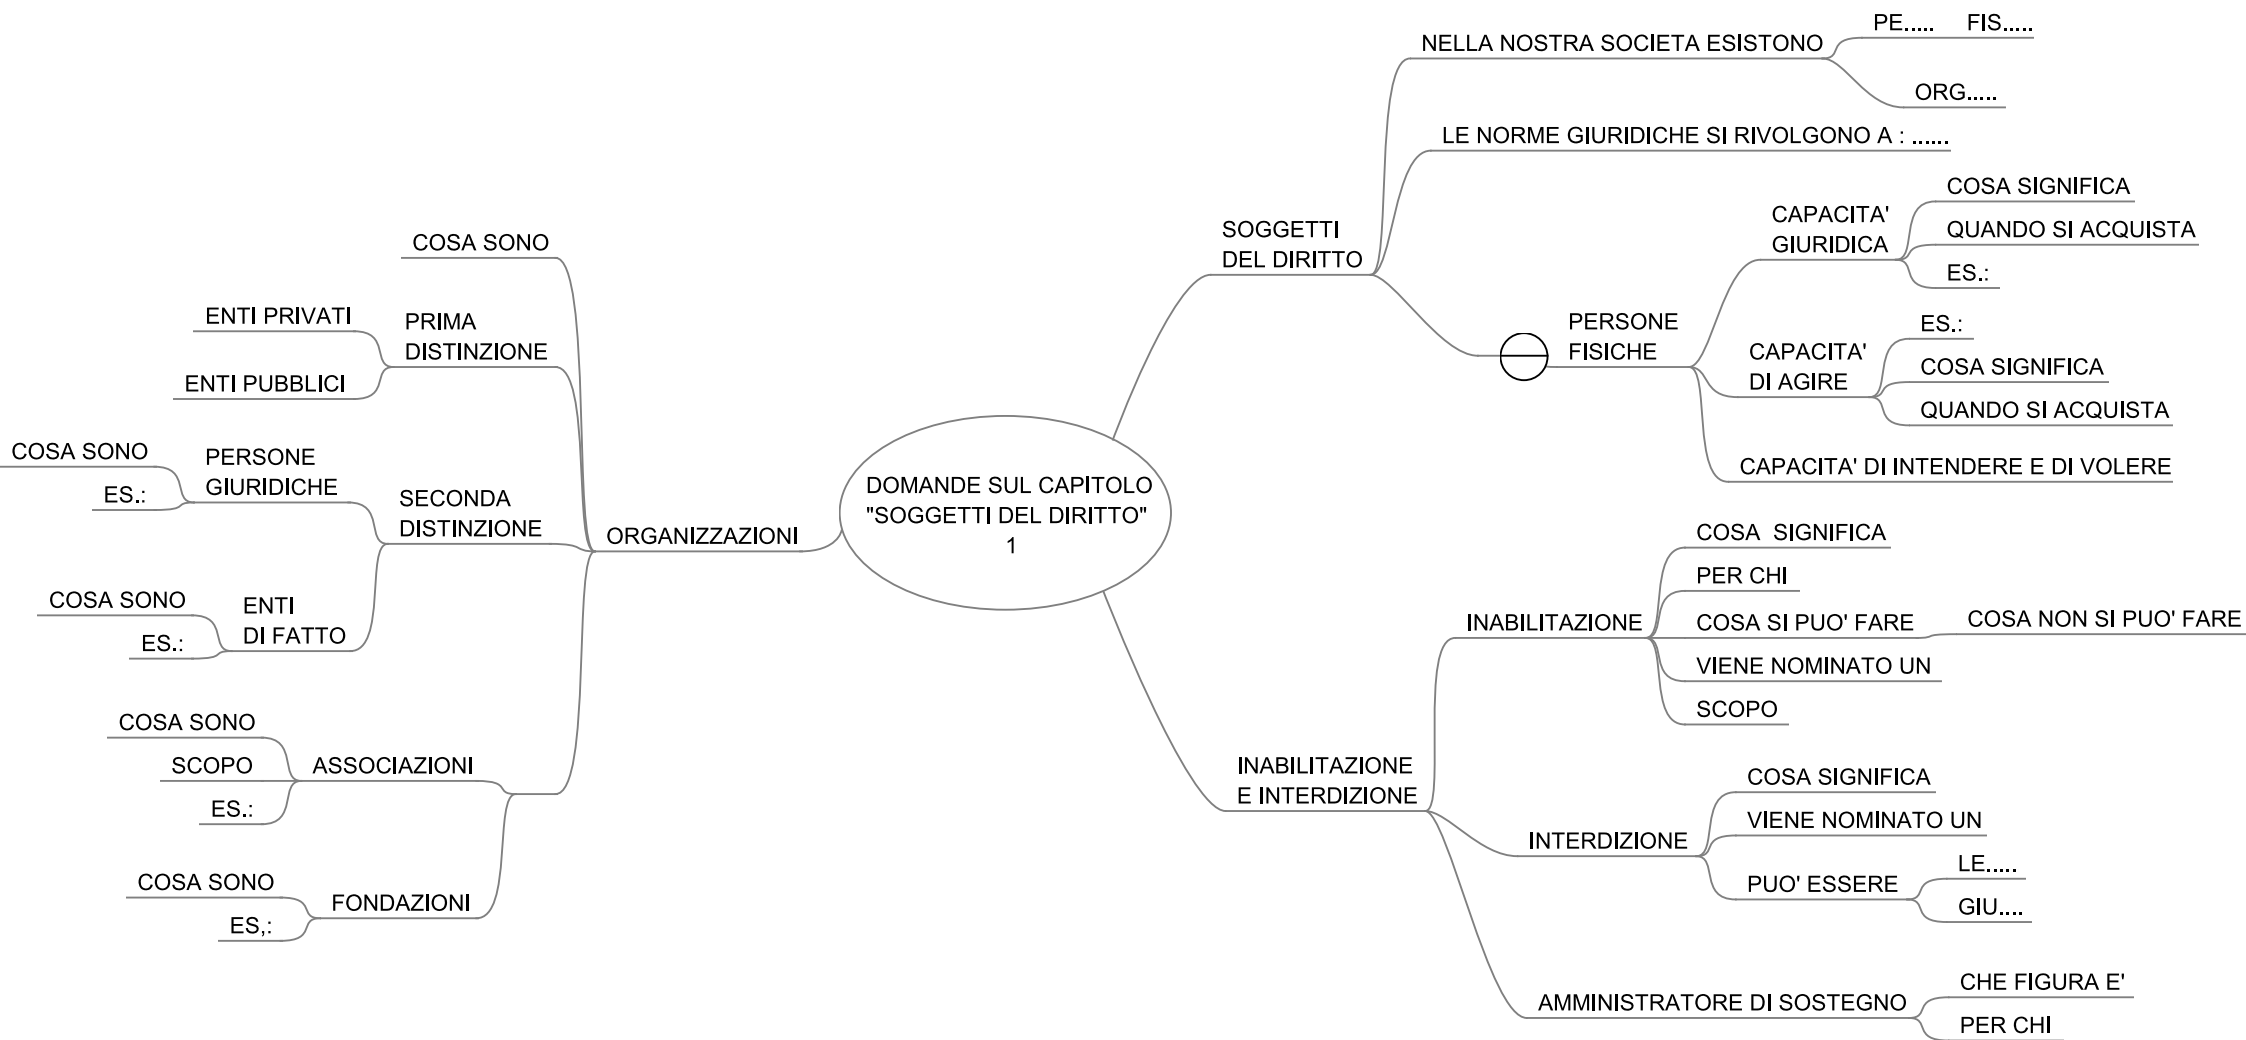 DOMANDE SUL CAPITOLO
"SOGGETTI DEL DIRITTO"
1
SOGGETTI
DEL DIRITTO
NELLA NOSTRA SOCIETA ESISTONO
PE..... FIS.....
ORG.....
LE NORME GIURIDICHE SI RIVOLGONO A : ......
PERSONE
FISICHE
CAPACITA'
GIURIDICA
COSA SIGNIFICA
QUANDO SI ACQUISTA
ES.:
CAPACITA'
DI AGIRE
ES.:
COSA SIGNIFICA
QUANDO SI ACQUISTA
CAPACITA' DI INTENDERE E DI VOLERE
INABILITAZIONE
E INTERDIZIONE
INABILITAZIONE
COSA SIGNIFICA
PER CHI
COSA SI PUO' FARE
COSA NON SI PUO' FARE
VIENE NOMINATO UN
SCOPO
INTERDIZIONE
COSA SIGNIFICA
VIENE NOMINATO UN
PUO' ESSERE
LE.....
GIU....
AMMINISTRATORE DI SOSTEGNO
CHE FIGURA E'
PER CHI
ORGANIZZAZIONI
COSA SONO
PRIMA
DISTINZIONE
ENTI PRIVATI
ENTI PUBBLICI
SECONDA
DISTINZIONE
PERSONE
GIURIDICHE
COSA SONO
ES.:
ENTI
DI FATTO
COSA SONO
ES.:
ASSOCIAZIONI
COSA SONO
SCOPO
ES.:
FONDAZIONI
COSA SONO
ES,: